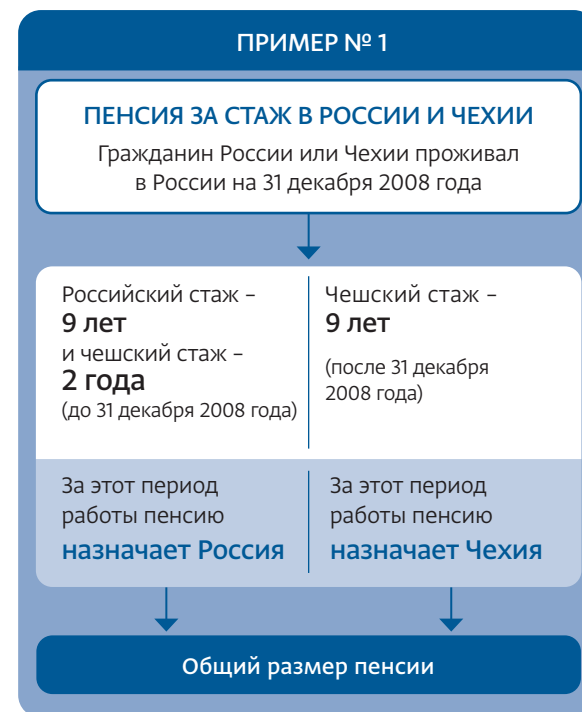 ПРИМЕР № 1
ПЕНСИЯ ЗА СТАЖ В РОССИИ И ЧЕХИИ
Гражданин России или Чехии проживал
в России на 31 декабря 2008 года
Российский стаж –
9 лет
и чешский стаж –
2 года
(до 31 декабря 2008 года)
Чешский стаж –
9 лет
(после 31 декабря
2008 года)
За этот период
работы пенсию
назначает Россия
За этот период
работы пенсию
назначает Чехия
Общий размер пенсии